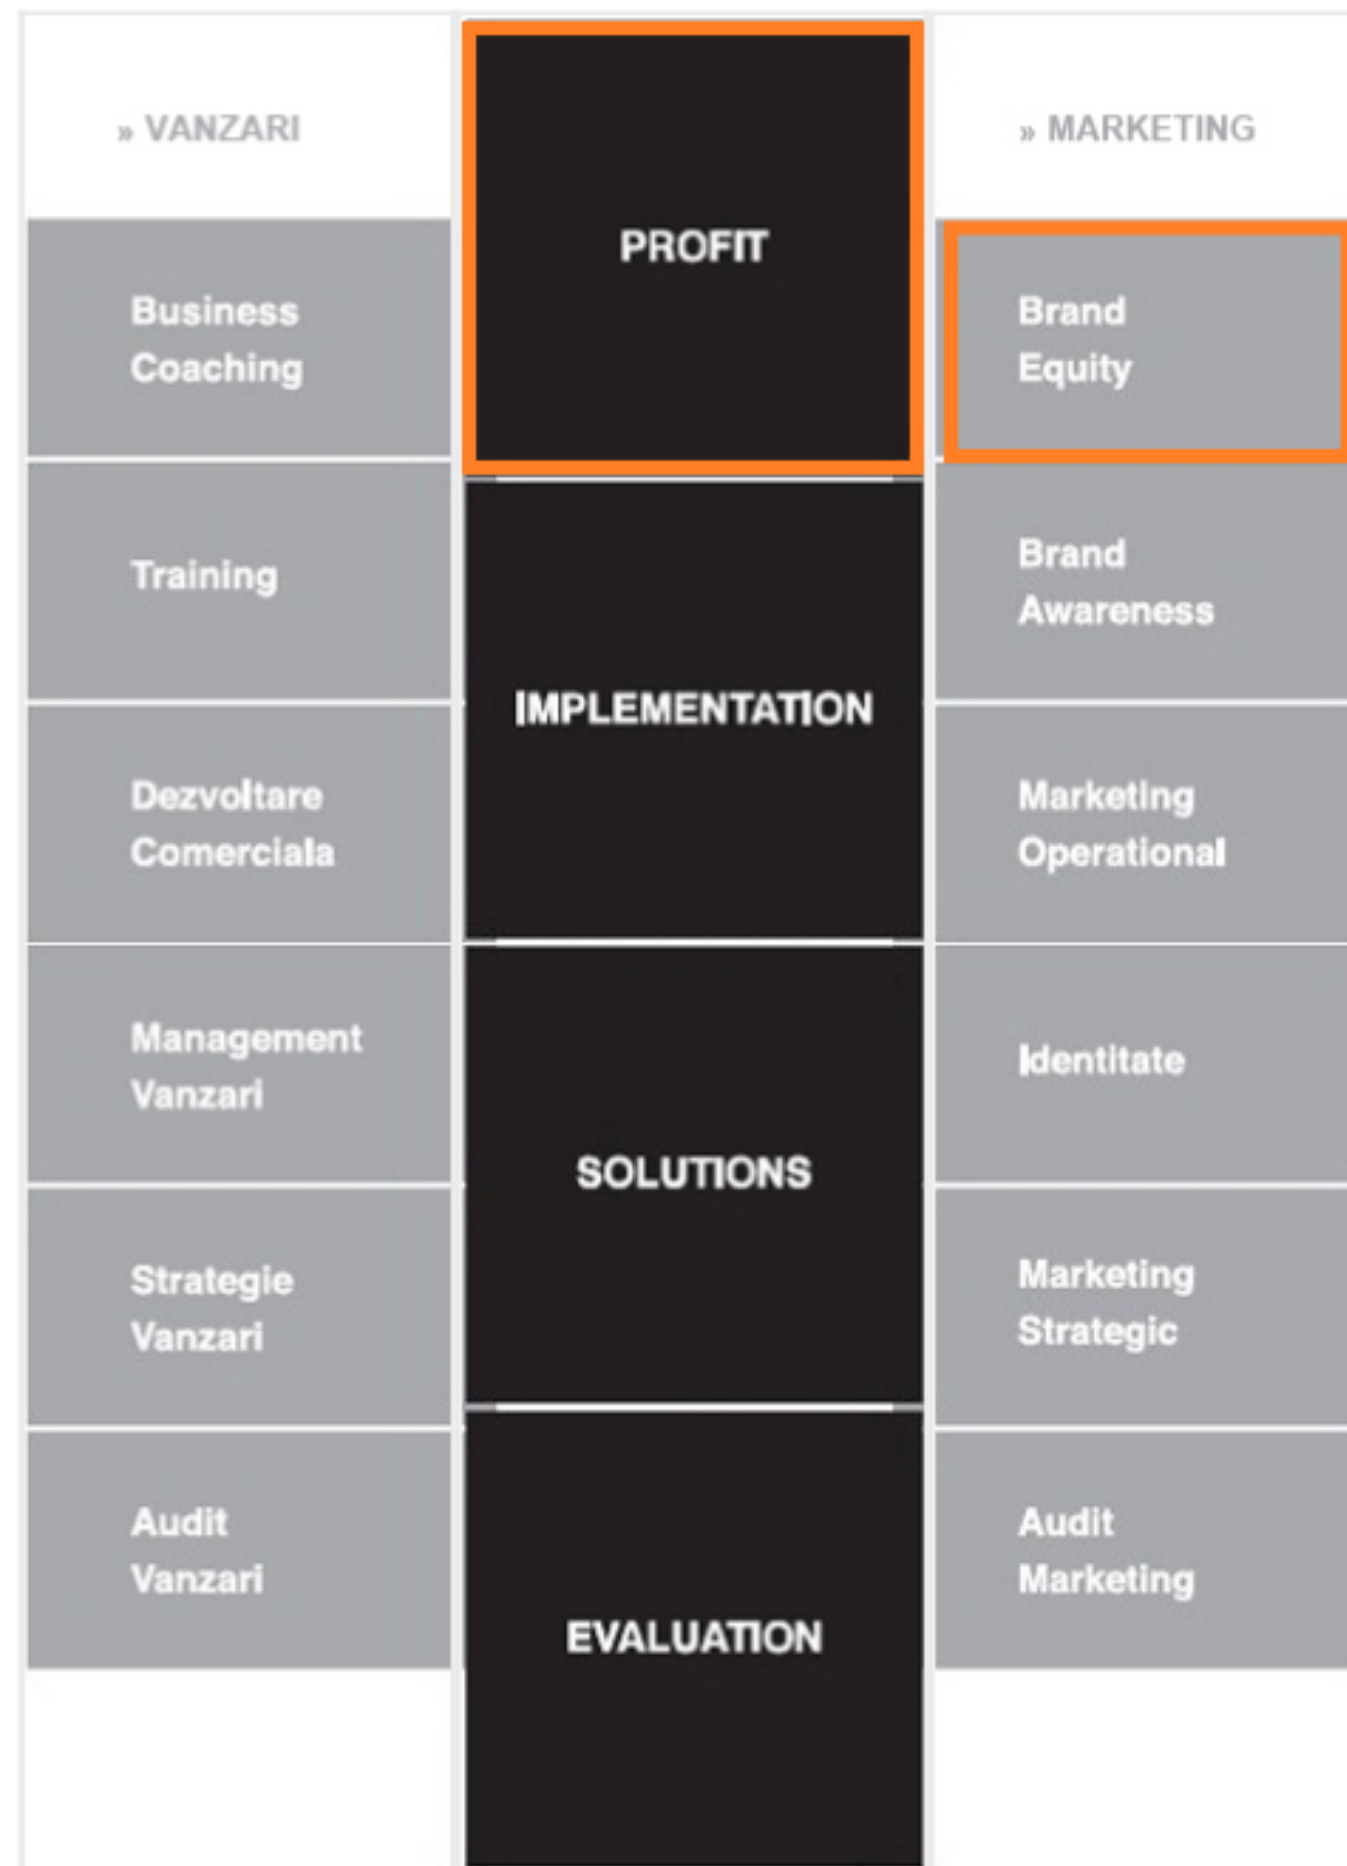 » VANZARI
Business
Coaching
Training
Dezvoltare
Comerciala
Management
Vanzari
Strategie
Vanzari
Audit
Vanzari
PROFIT
IMPLEMENTATION
SOLUTIONS
EVALUATION
» MARKETING
Brand
Equity
Brand
Awareness
Marketing
Operational
Identitate
Marketing
Strategic
Audit
Marketing